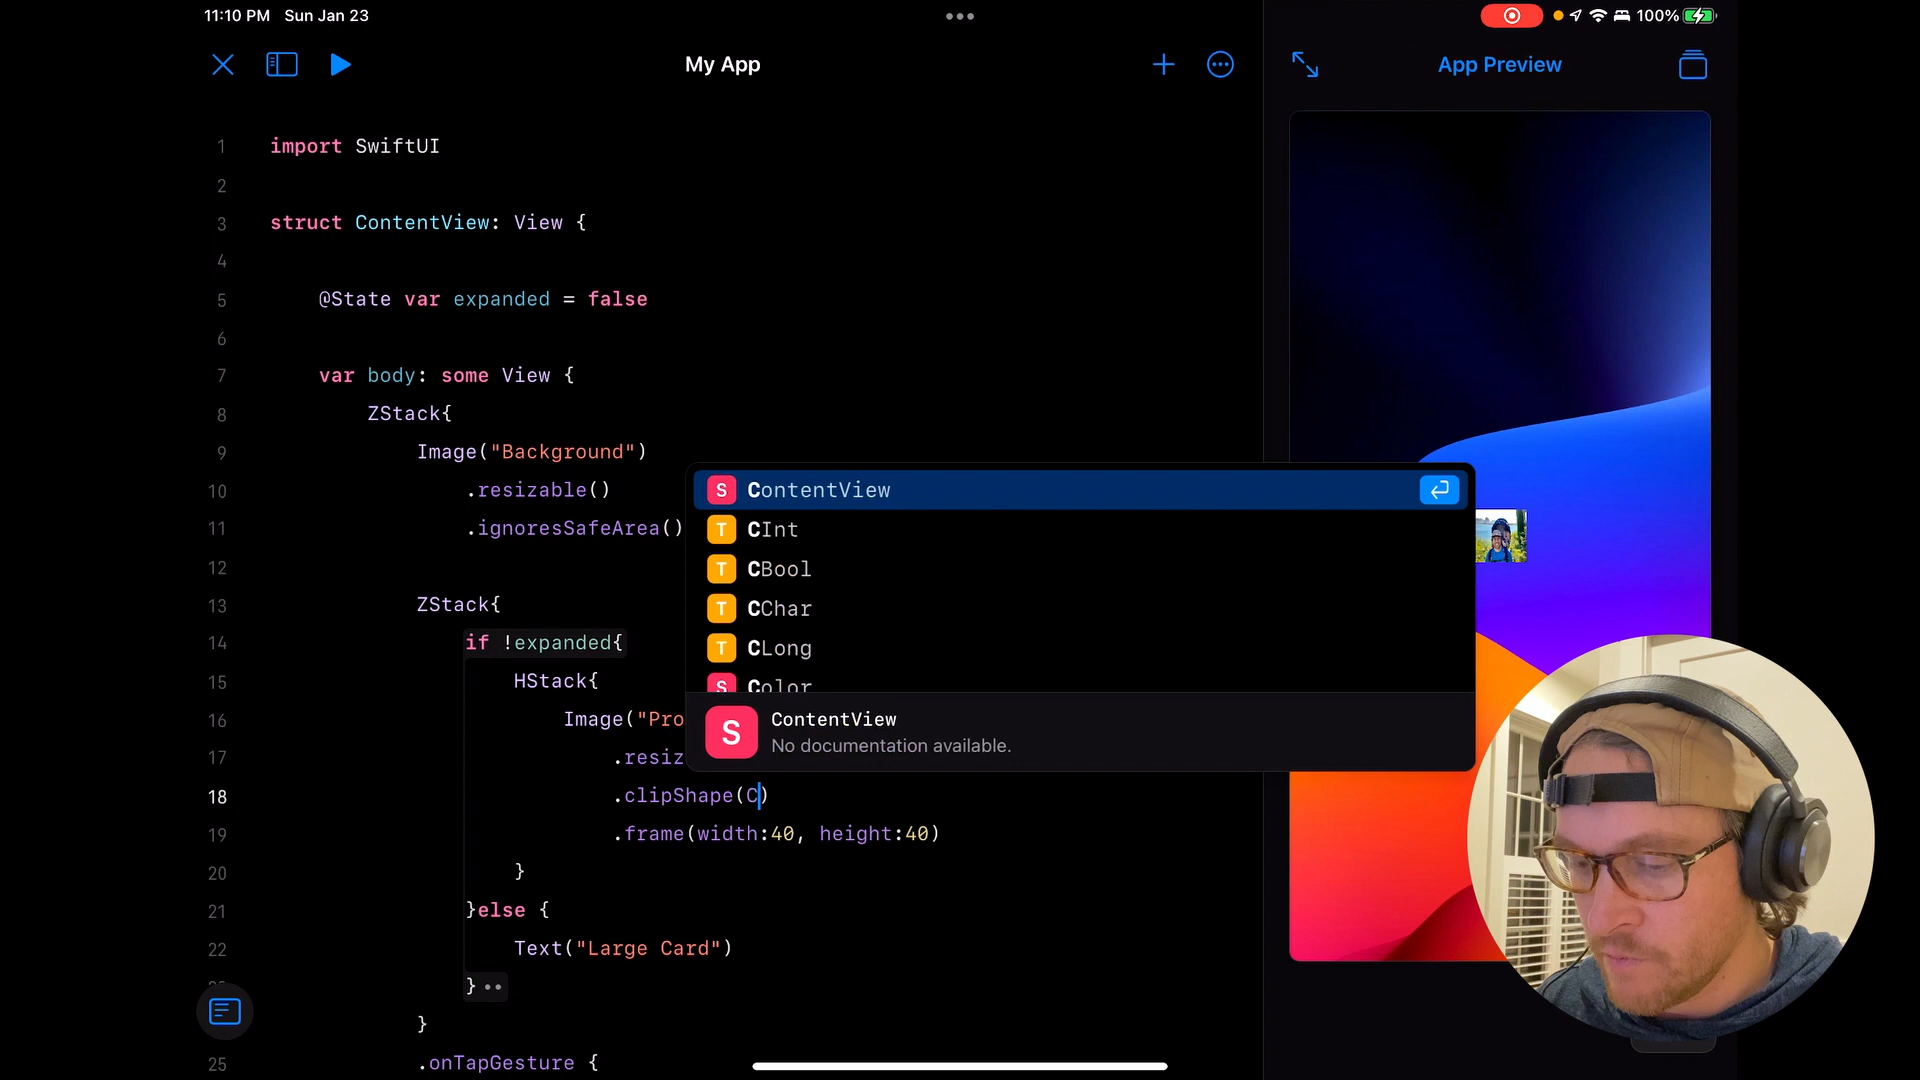 11:10 PM Sun Jan 23
100%
My App
App Preview
1 import SwiftUI
2
3 struct ContentView: View {
4
5 @State var expanded = false
6
7 var body: some View {
8 ZStack{
9 Image("Background")
10 .resizable()
11 .ignoresSafeArea()
12
13 ZStack{
14 if !expanded{
15 HStack{
16 Image("Pro
17 .resiz
18 .clipShape(C)
19 .frame(width:40, height:40)
20 }
21 }else {
22 Text("Large Card")
}
}
25 .onTapGesture {
S ContentView
T CInt
T CBool
T CChar
T CLong
S Color
S ContentView
No documentation available.